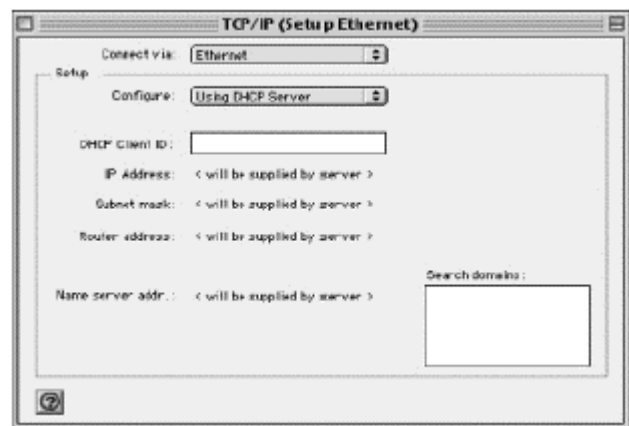 TCP/IP (Setup Ethernet)
Connect via: Ethernet
Setup
Configure: Using DHCP Server
DHCP Client ID:
IP Address: < will be supplied by server >
Subnet mask: < will be supplied by server >
Router address: < will be supplied by server >
Search domains:
Name server addr.: < will be supplied by server >
?